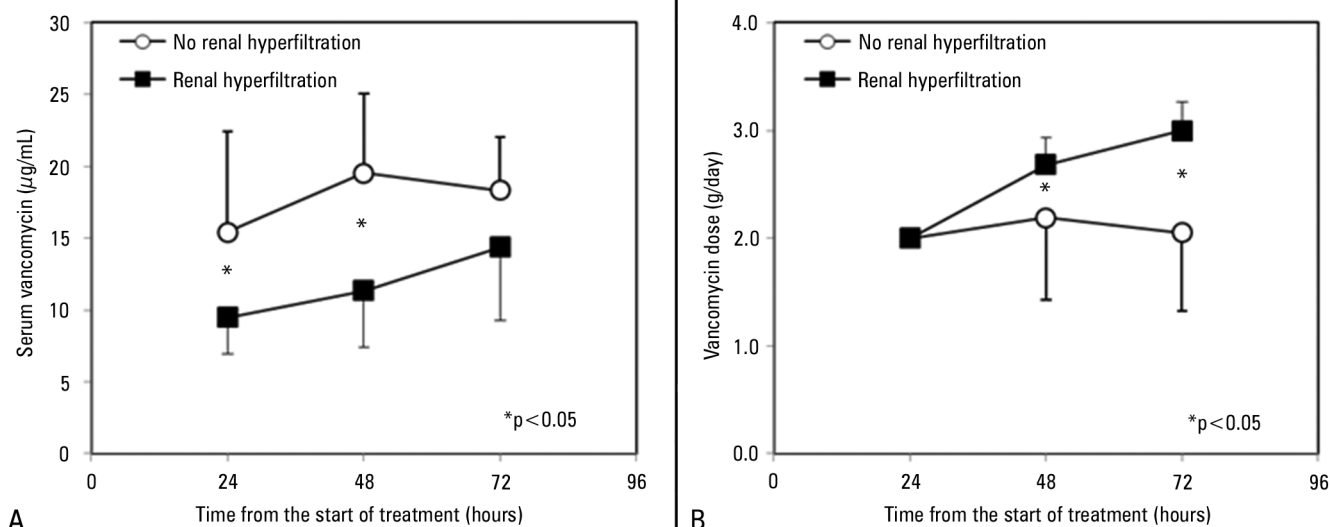 30
25
20
15
10
5
0
Serum vancomycin (µg/mL)
No renal hyperfiltration
Renal hyperfiltration
*
*
*p<0.05
0 24 48 72 96
Time from the start of treatment (hours)
A
4.0
3.0
2.0
1.0
0.0
Vancomycin dose (g/day)
No renal hyperfiltration
Renal hyperfiltration
*
*
*p<0.05
0 24 48 72 96
Time from the start of treatment (hours)
B